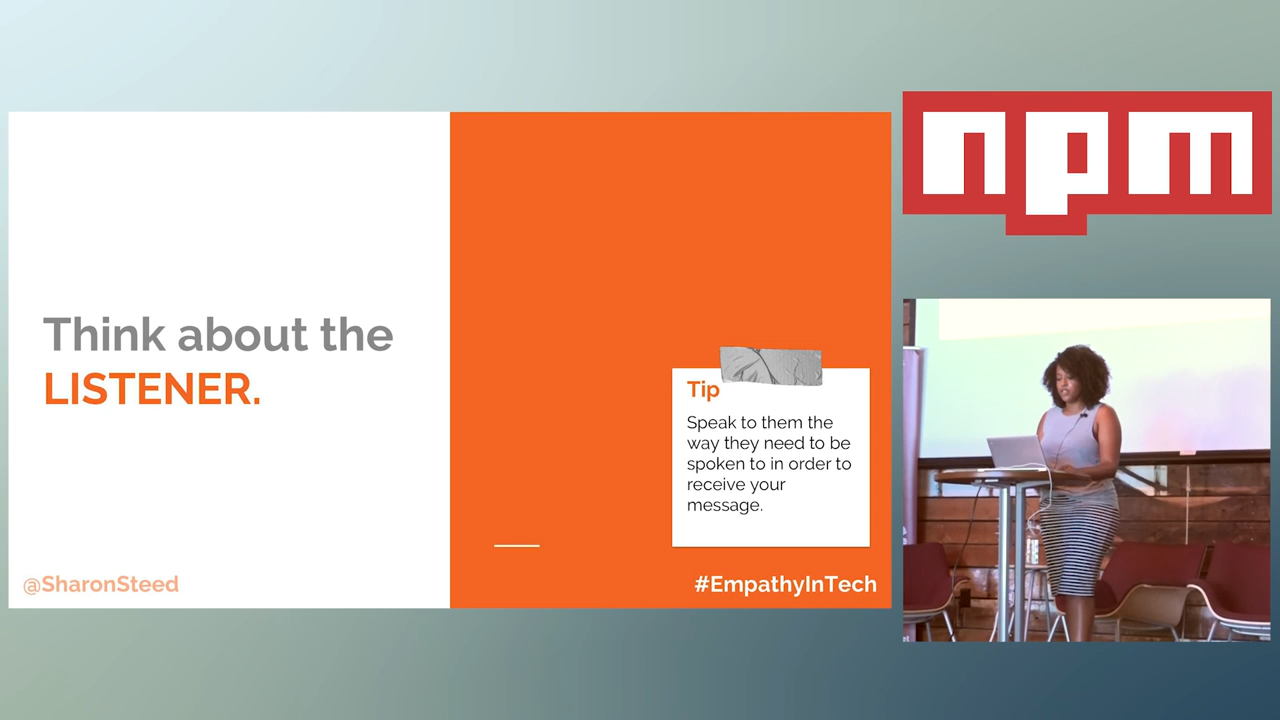 Think about the
LISTENER.
Tip
Speak to them the
way they need to be
spoken to in order to
receive your
message.
@SharonSteed
#EmpathyInTech
npm